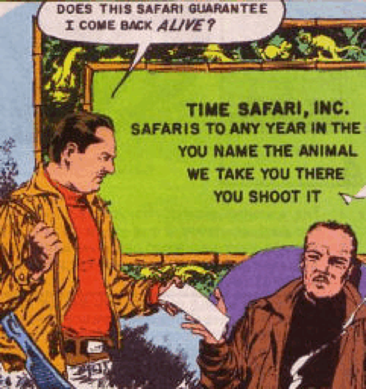 DOES THIS SAFARI GUARANTEE
I COME BACK ALIVE?
TIME SAFARI, INC.
SAFARIS TO ANY YEAR IN THE
YOU NAME THE ANIMAL
WE TAKE YOU THERE
YOU SHOOT IT